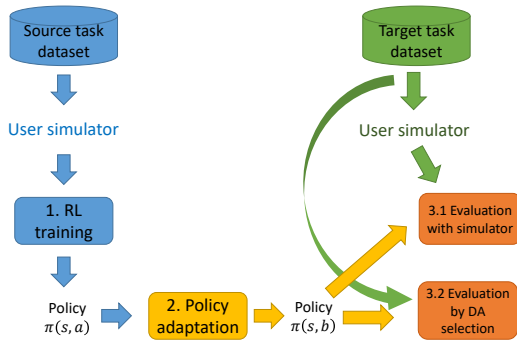 Source task
dataset
Target task
dataset
User simulator
User simulator
1. RL
training
3.1 Evaluation
with simulator
Policy
π(s, a)
2. Policy
adaptation
Policy
π(s, b)
3.2 Evaluation
by DA
selection